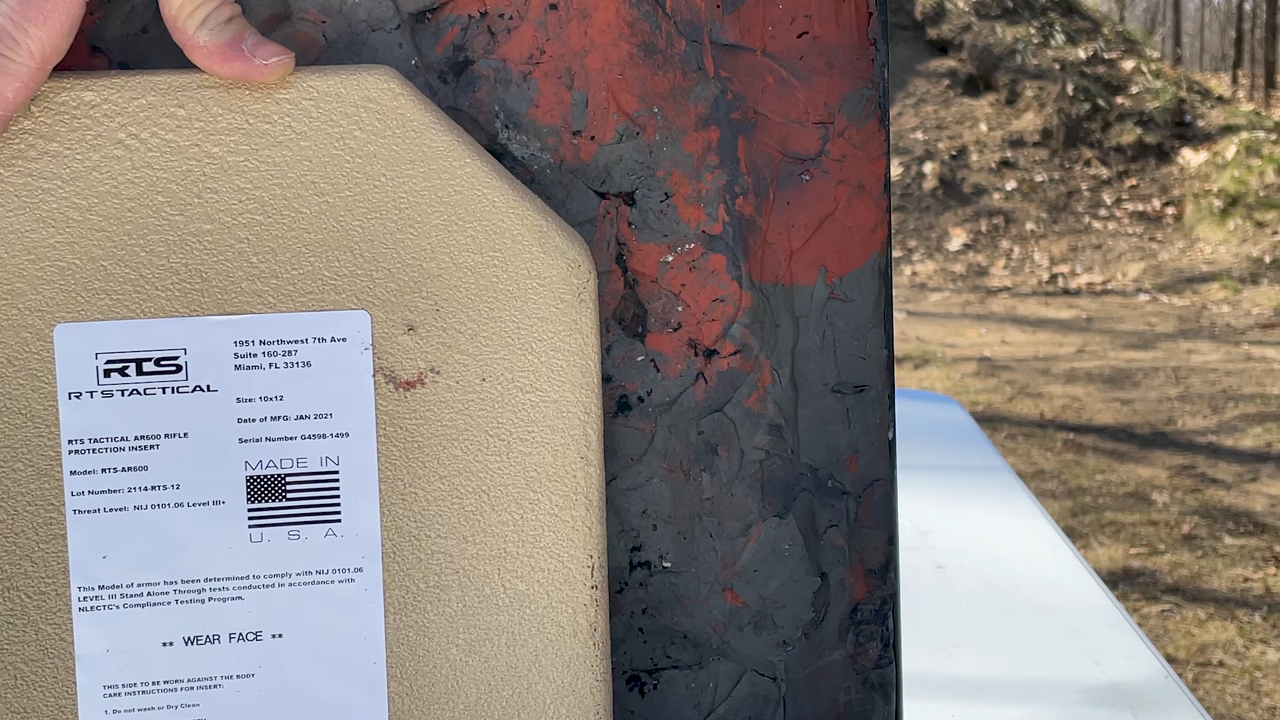 RTS
RTSTACTICAL
1951 Northwest 7th Ave
Suite 160-287
Miami, FL 33136
Size: 10x12
Date of MFG: JAN 2021
Serial Number G4598-1499
RTS TACTICAL AR600 RIFLE
PROTECTION INSERT
Model: RTS-AR600
Lot Number: 2114-RTS-12
Threat Level: NIJ 0101.06 Level III+
MADE IN
U. S. A.
This Model of armor has been determined to comply with NIJ 0101.06
LEVEL III Stand Alone Through tests conducted in accordance with
NLECTC's Compliance Testing Program.
** WEAR FACE **
THIS SIDE TO BE WORN AGAINST THE BODY
CARE INSTRUCTIONS FOR INSERT:
1. Do not wash or Dry Clean